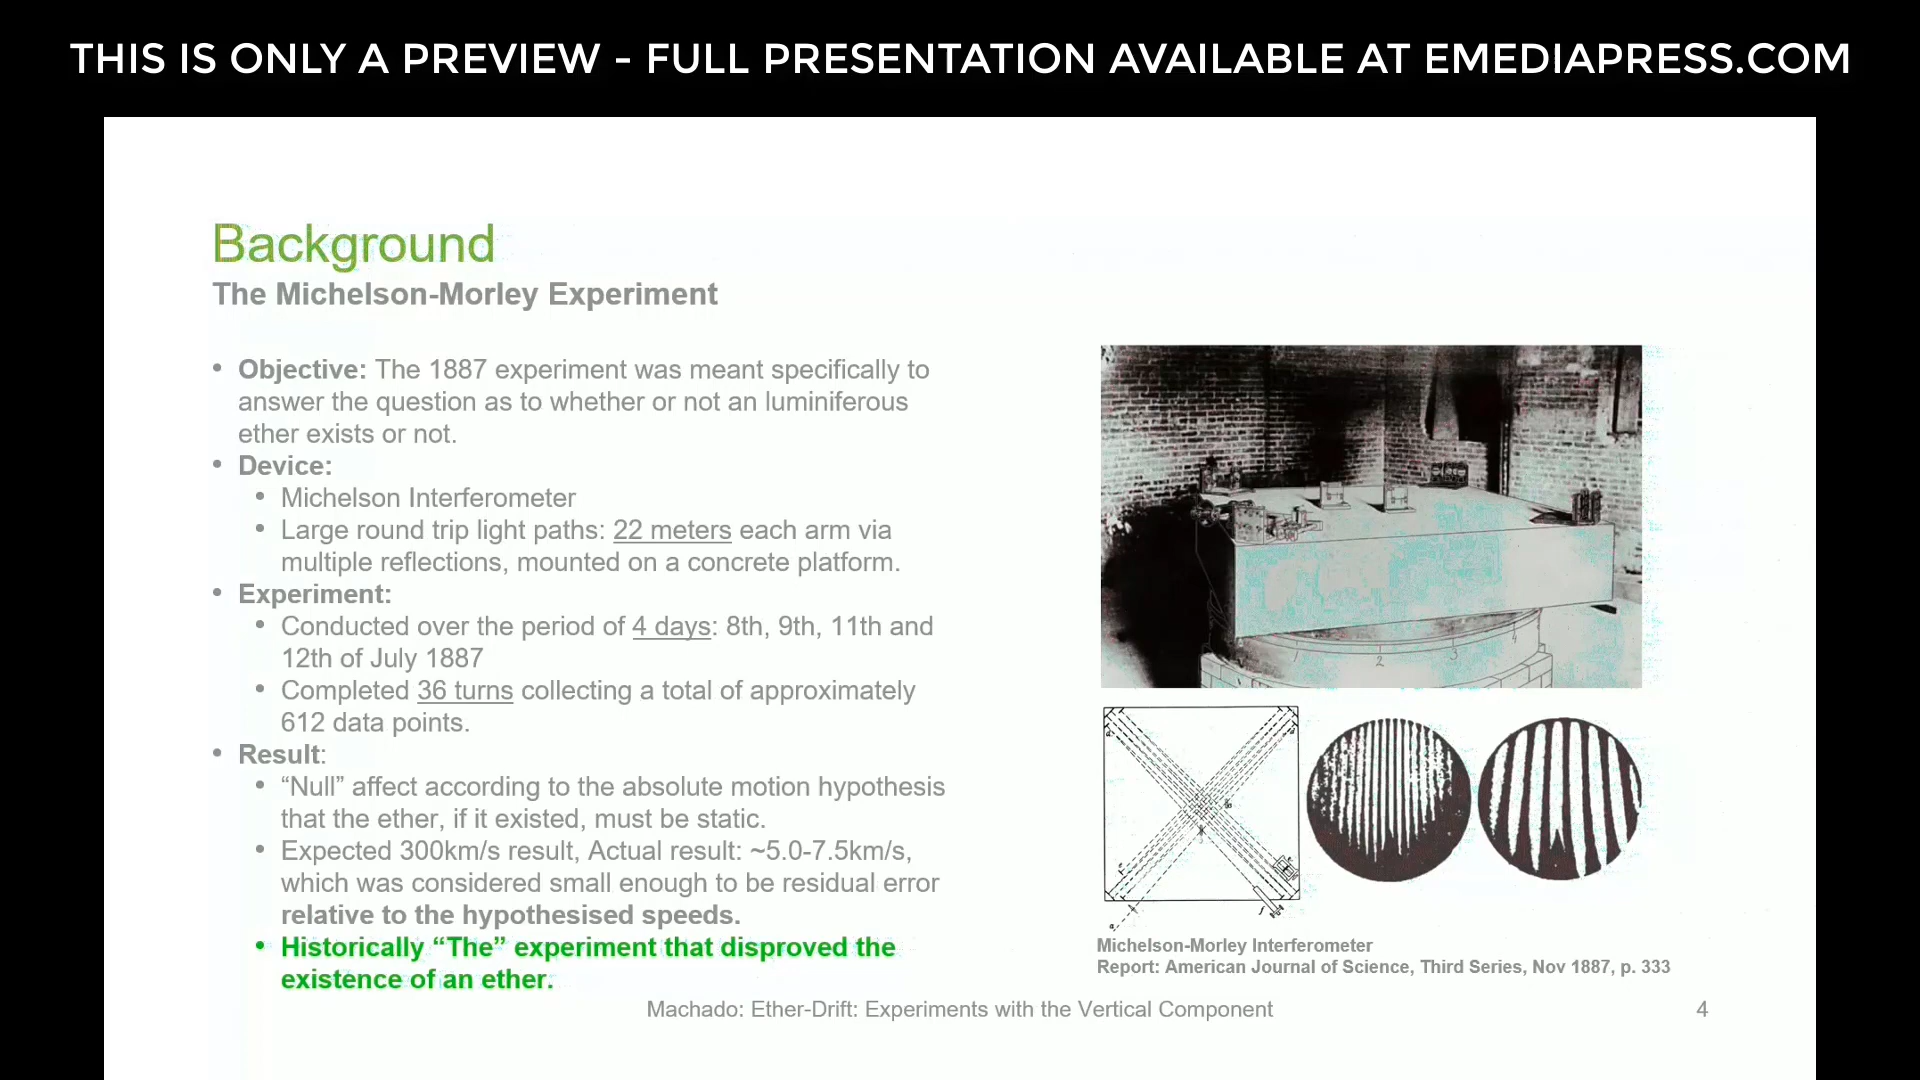 THIS IS ONLY A PREVIEW - FULL PRESENTATION AVAILABLE AT EMEDIAPRESS.COM
Background
The Michelson-Morley Experiment
• Objective: The 1887 experiment was meant specifically to
answer the question as to whether or not an luminiferous
ether exists or not.
• Device:
• Michelson Interferometer
• Large round trip light paths: 22 meters each arm via
multiple reflections, mounted on a concrete platform.
• Experiment:
• Conducted over the period of 4 days: 8th, 9th, 11th and
12th of July 1887
• Completed 36 turns collecting a total of approximately
612 data points.
• Result:
• “Null” affect according to the absolute motion hypothesis
that the ether, if it existed, must be static.
• Expected 300km/s result, Actual result: ~5.0-7.5km/s,
which was considered small enough to be residual error
relative to the hypothesised speeds.
• Historically “The” experiment that disproved the
existence of an ether.
1 2 3 4
Michelson-Morley Interferometer
Report: American Journal of Science, Third Series, Nov 1887, p. 333
Machado: Ether-Drift: Experiments with the Vertical Component
4